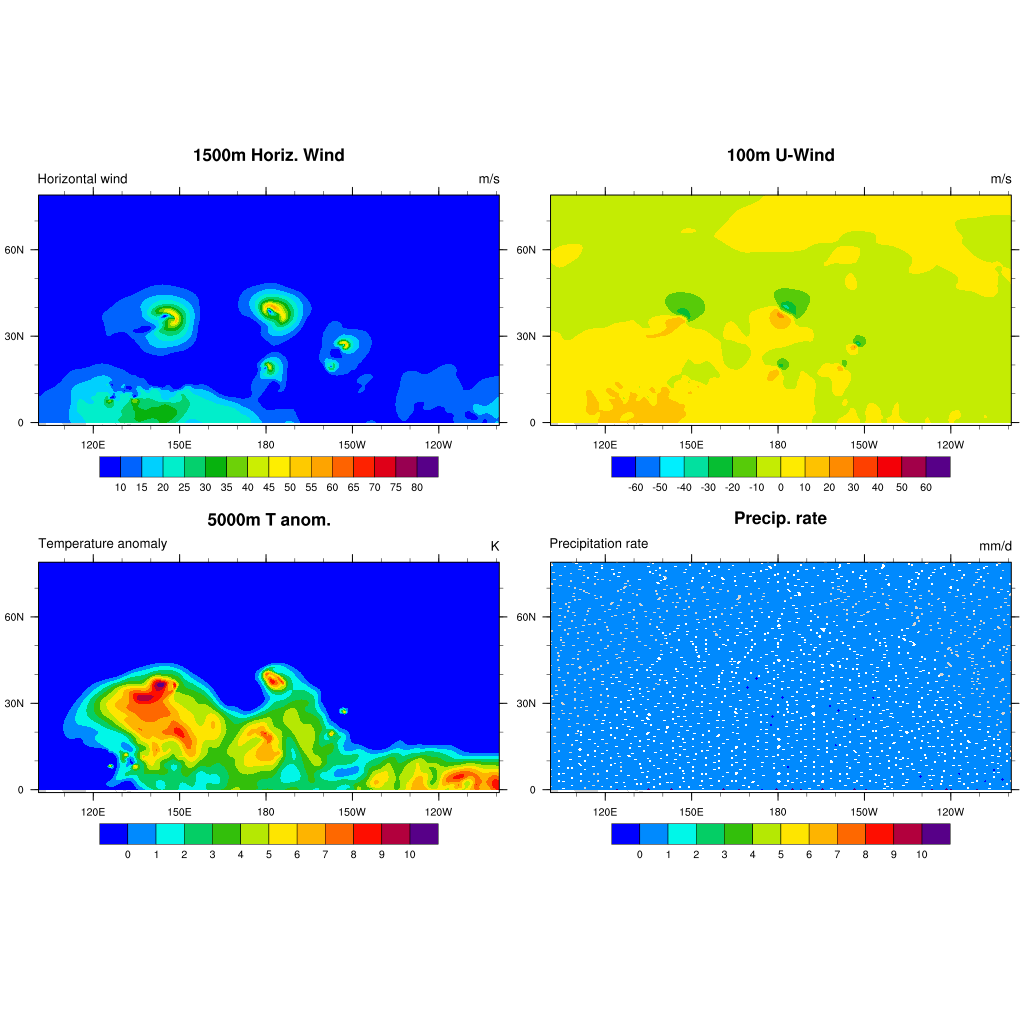 1500m Horiz. Wind
Horizontal wind m/s
60N
30N
0
120E 150E 180 150W 120W
10 15 20 25 30 35 40 45 50 55 60 65 70 75 80
100m U-Wind
m/s
60N
30N
0
120E 150E 180 150W 120W
-60 -50 -40 -30 -20 -10 0 10 20 30 40 50 60
5000m T anom.
Temperature anomaly K
60N
30N
0
120E 150E 180 150W 120W
0 1 2 3 4 5 6 7 8 9 10
Precip. rate
Precipitation rate mm/d
60N
30N
0
120E 150E 180 150W 120W
0 1 2 3 4 5 6 7 8 9 10